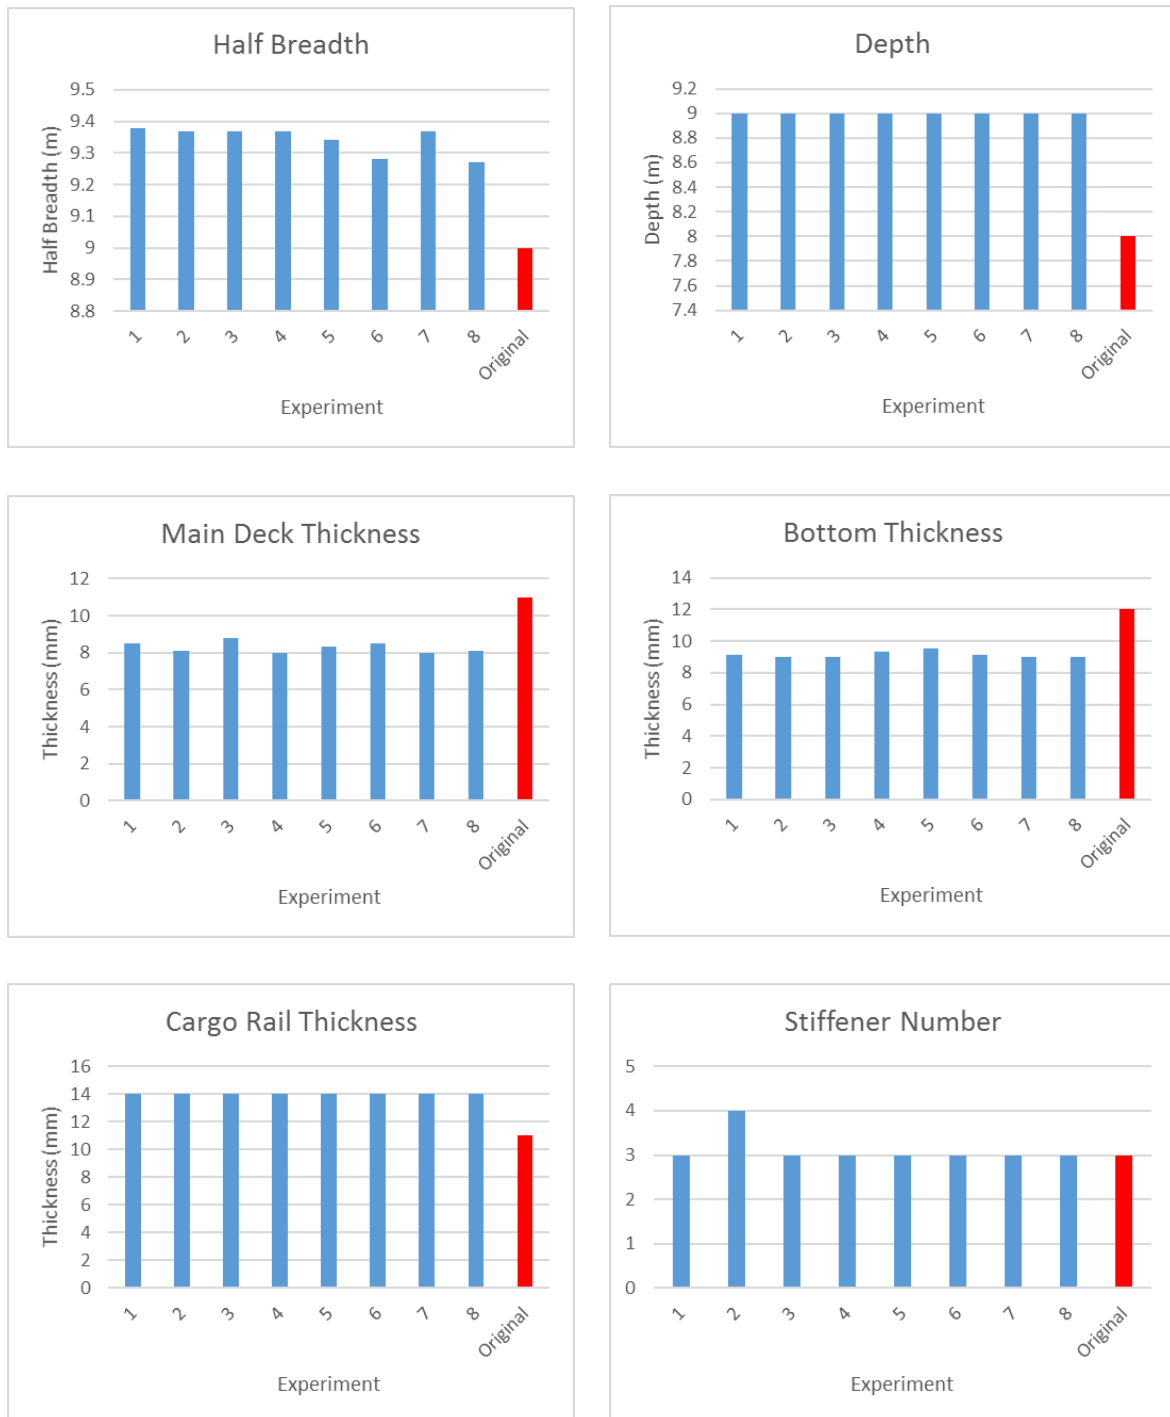 Half Breadth
Half Breadth (m)
9.5
9.4
9.3
9.2
9.1
9
8.9
8.8
1 2 3 4 5 6 7 8 Original
Experiment
Depth
Depth (m)
9.2
9
8.8
8.6
8.4
8.2
8
7.8
7.6
7.4
1 2 3 4 5 6 7 8 Original
Experiment
Main Deck Thickness
Thickness (mm)
12
10
8
6
4
2
0
1 2 3 4 5 6 7 8 Original
Experiment
Bottom Thickness
Thickness (mm)
14
12
10
8
6
4
2
0
1 2 3 4 5 6 7 8 Original
Experiment
Cargo Rail Thickness
Thickness (mm)
16
14
12
10
8
6
4
2
0
1 2 3 4 5 6 7 8 Original
Experiment
Stiffener Number
5
4
3
2
1
0
1 2 3 4 5 6 7 8 Original
Experiment